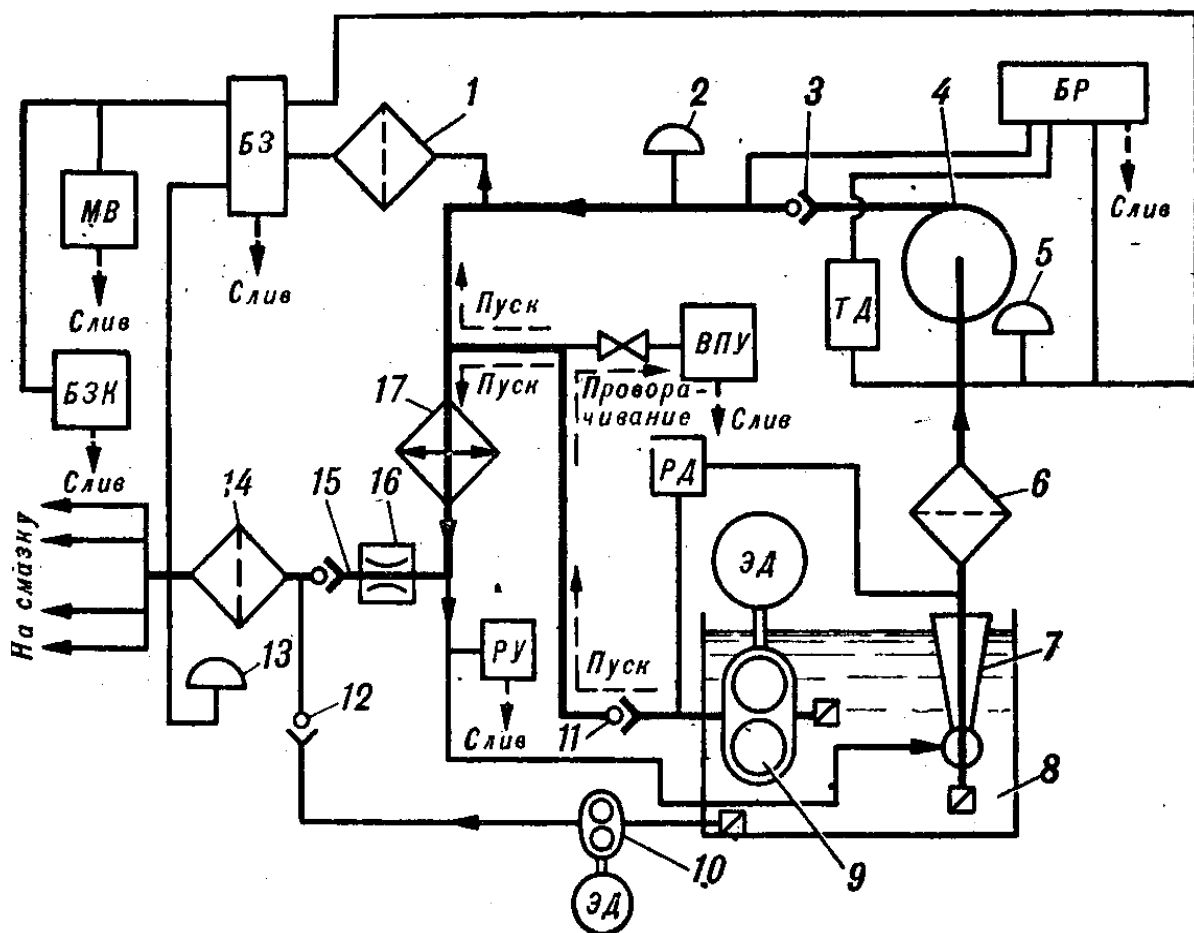 1
2
3
4
БР
БЗ
МВ
Слив
5
Слив
Слив
Пуск
ТД
ВПУ
БЗК
17
Пуск
Провора-
чивание
Слив
Слив
РД
6
14
15
16
ЭД
На смазку
13
РУ
Пуск
7
12
Слив
11
8
10
9
ЭД